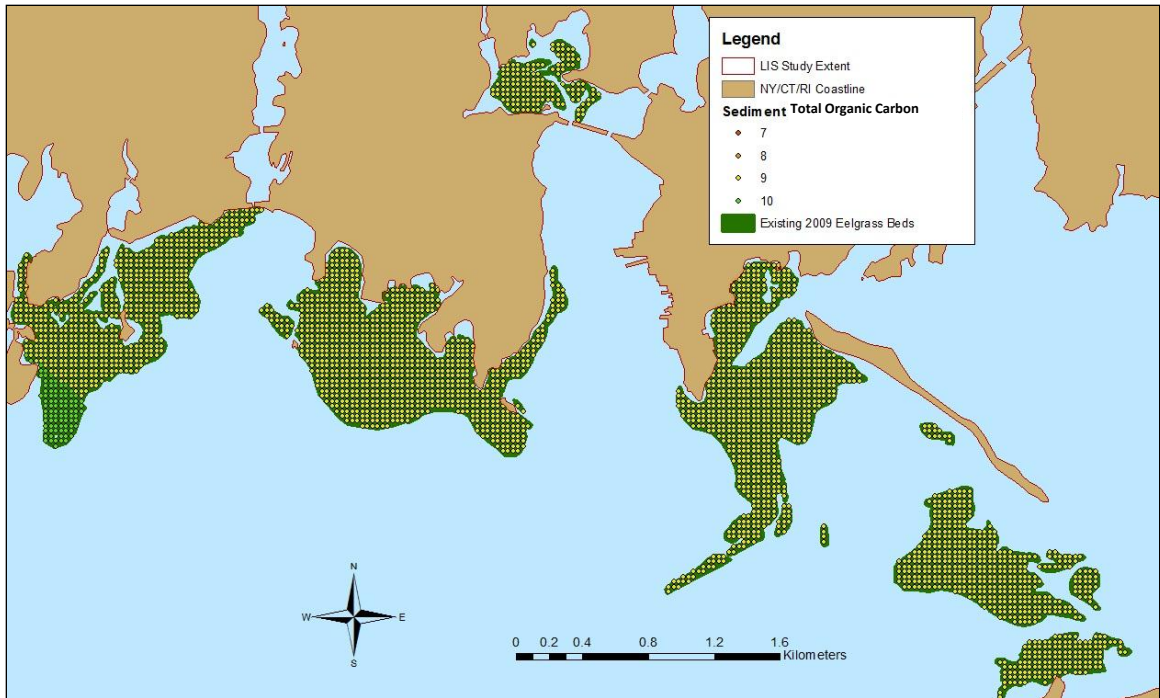 Legend
LIS Study Extent
NY/CT/RI Coastline
Sediment Total Organic Carbon
7
8
9
10
Existing 2009 Eelgrass Beds
N
W E
S
0 0.2 0.4 0.8 1.2 1.6
Kilometers